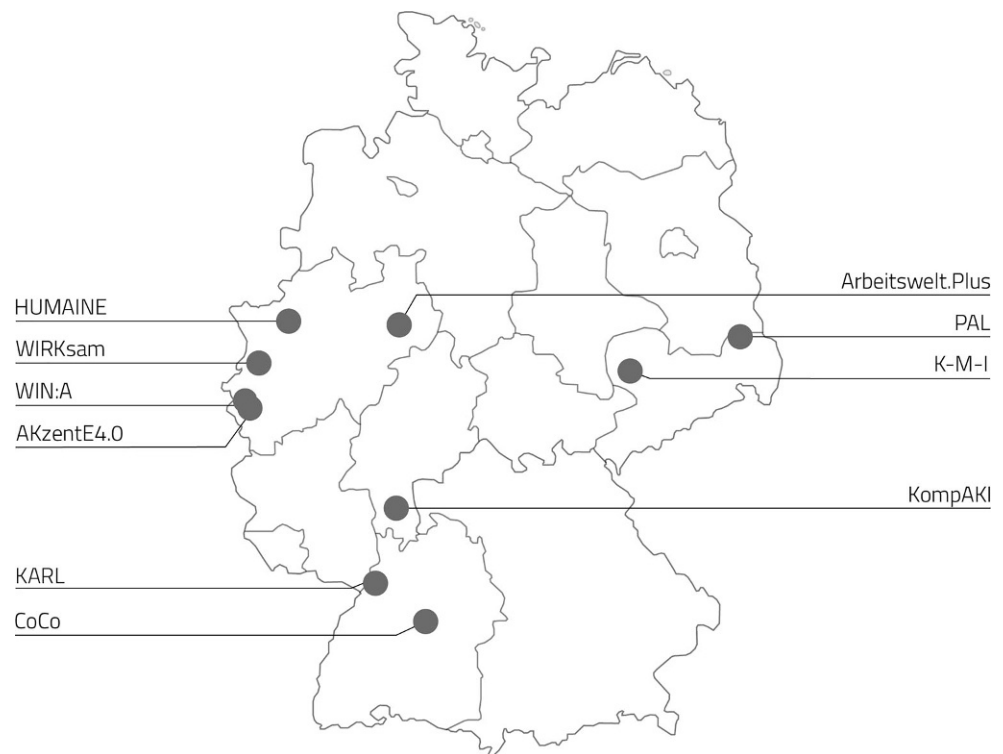 HUMAINE
WIRKsam
WIN:A
AKzentE4.0
KARL
CoCo
Arbeitswelt.Plus
PAL
K-M-I
KompAKI